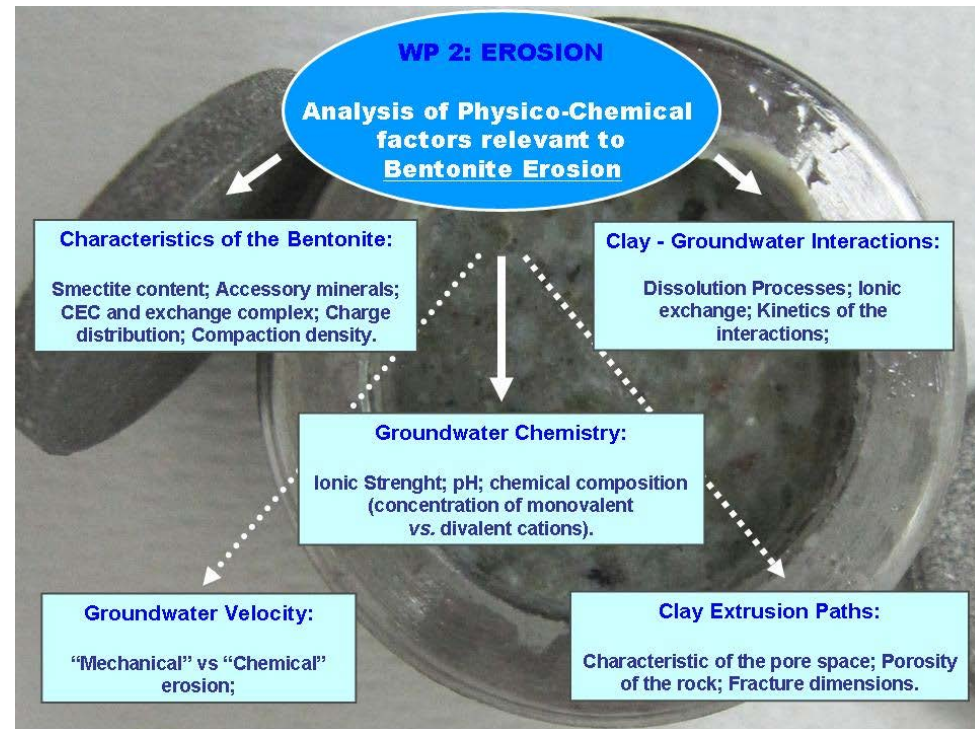 WP 2: EROSION
Analysis of Physico-Chemical
factors relevant to
Bentonite Erosion
Characteristics of the Bentonite:
Smectite content; Accessory minerals;
CEC and exchange complex; Charge
distribution; Compaction density.
Clay - Groundwater Interactions:
Dissolution Processes; Ionic
exchange; Kinetics of the
interactions;
Groundwater Chemistry:
Ionic Strenght; pH; chemical composition
(concentration of monovalent
vs. divalent cations).
Groundwater Velocity:
“Mechanical” vs “Chemical”
erosion;
Clay Extrusion Paths:
Characteristic of the pore space; Porosity
of the rock; Fracture dimensions.